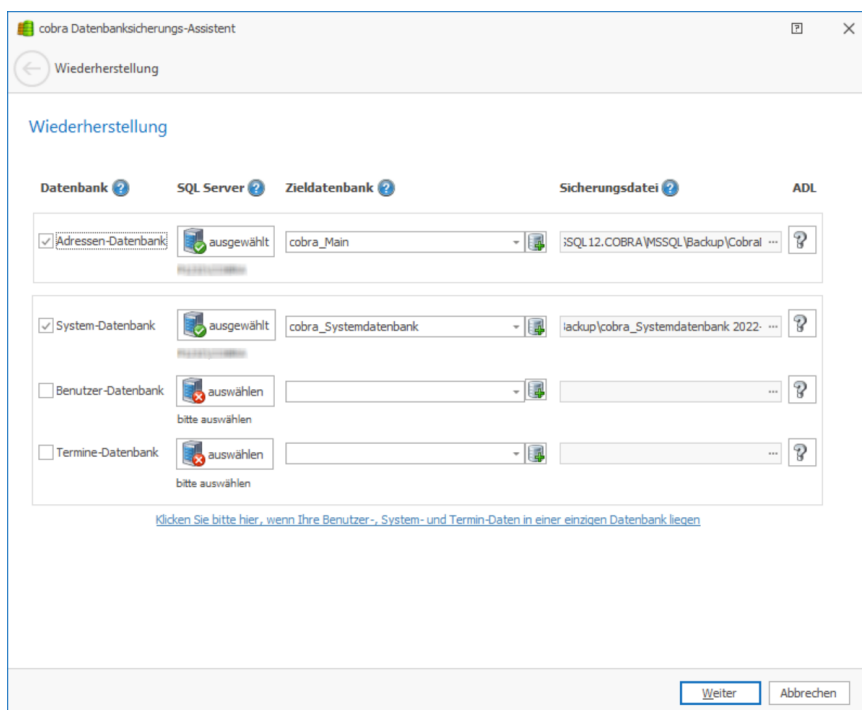 cobra Datenbanksicherungs-Assistent
Wiederherstellung
Wiederherstellung
Datenbank SQL Server Zieldatenbank Sicherungsdatei ADL
Adressen-Datenbank ausgewählt cobra_Main SQL12.COBRA\MSSQL\Backup\Cobra ...
System-Datenbank ausgewählt cobra_Systemdatenbank ackup\cobra_Systemdatenbank 2022- ...
Benutzer-Datenbank auswählen ...
bitte auswählen
Termine-Datenbank auswählen ...
bitte auswählen
Klicken Sie bitte hier, wenn Ihre Benutzer-, System- und Termin-Daten in einer einzigen Datenbank liegen
Weiter Abbrechen